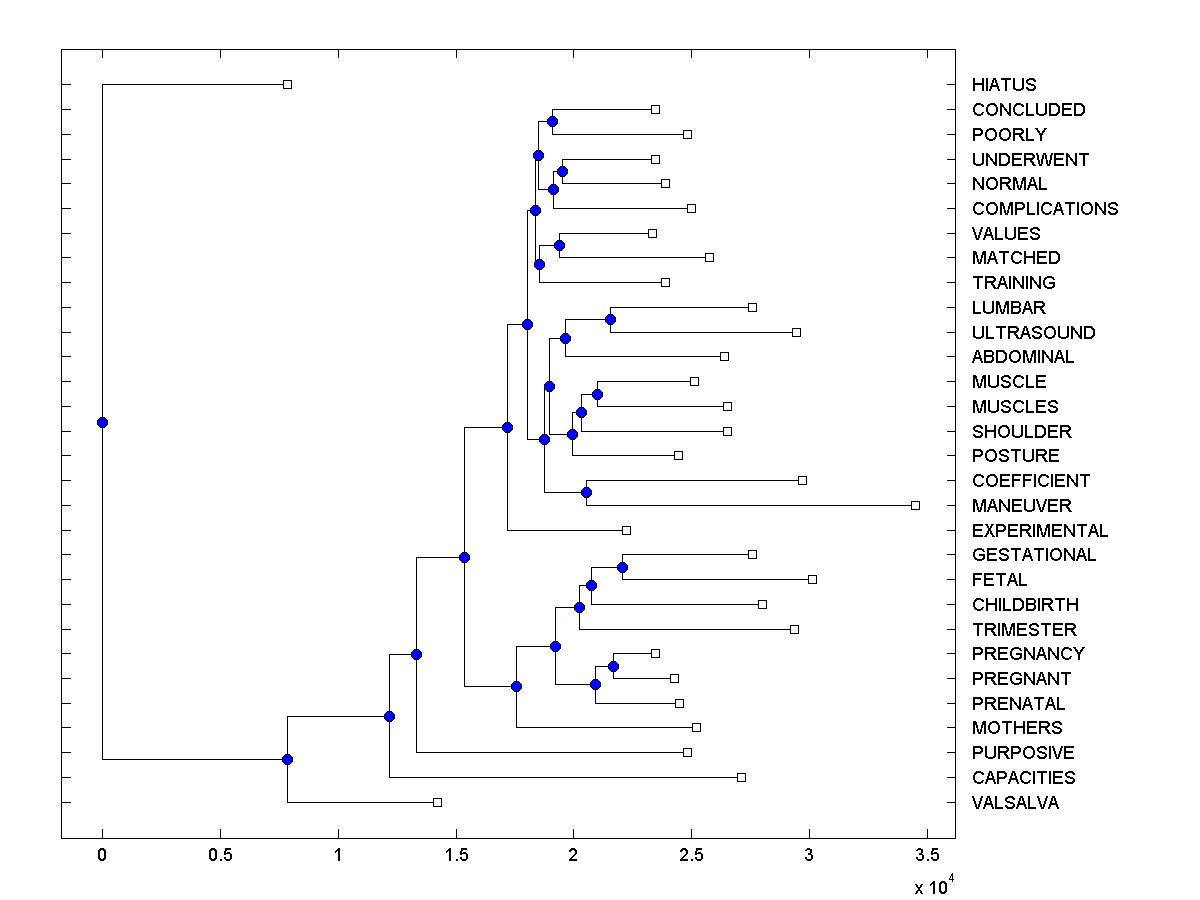 HIATUS
CONCLUDED
POORLY
UNDERWENT
NORMAL
COMPLICATIONS
VALUES
MATCHED
TRAINING
LUMBAR
ULTRASOUND
ABDOMINAL
MUSCLE
MUSCLES
SHOULDER
POSTURE
COEFFICIENT
MANEUVER
EXPERIMENTAL
GESTATIONAL
FETAL
CHILDBIRTH
TRIMESTER
PREGNANCY
PREGNANT
PRENATAL
MOTHERS
PURPOSIVE
CAPACITIES
VALSALVA
0 0.5 1 1.5 2 2.5 3 3.5
x 10^4